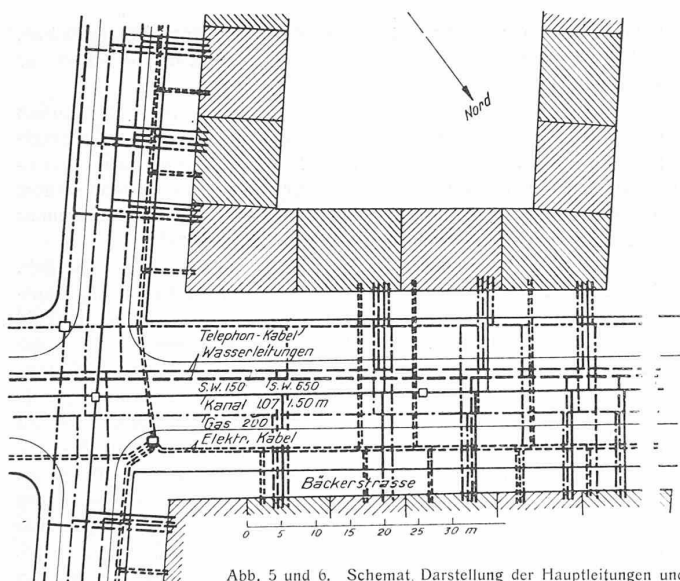 Nord
Telephon-Kabel
Wasserleitungen
S.W. 150 S.W. 650
Kanal 1.07/1.50 m
Gas 200
Elektr. Kabel
Bäckerstrasse
0 5 10 15 20 25 30 m
Abb. 5 und 6. Schemat. Darstellung der Hauptleitungen und